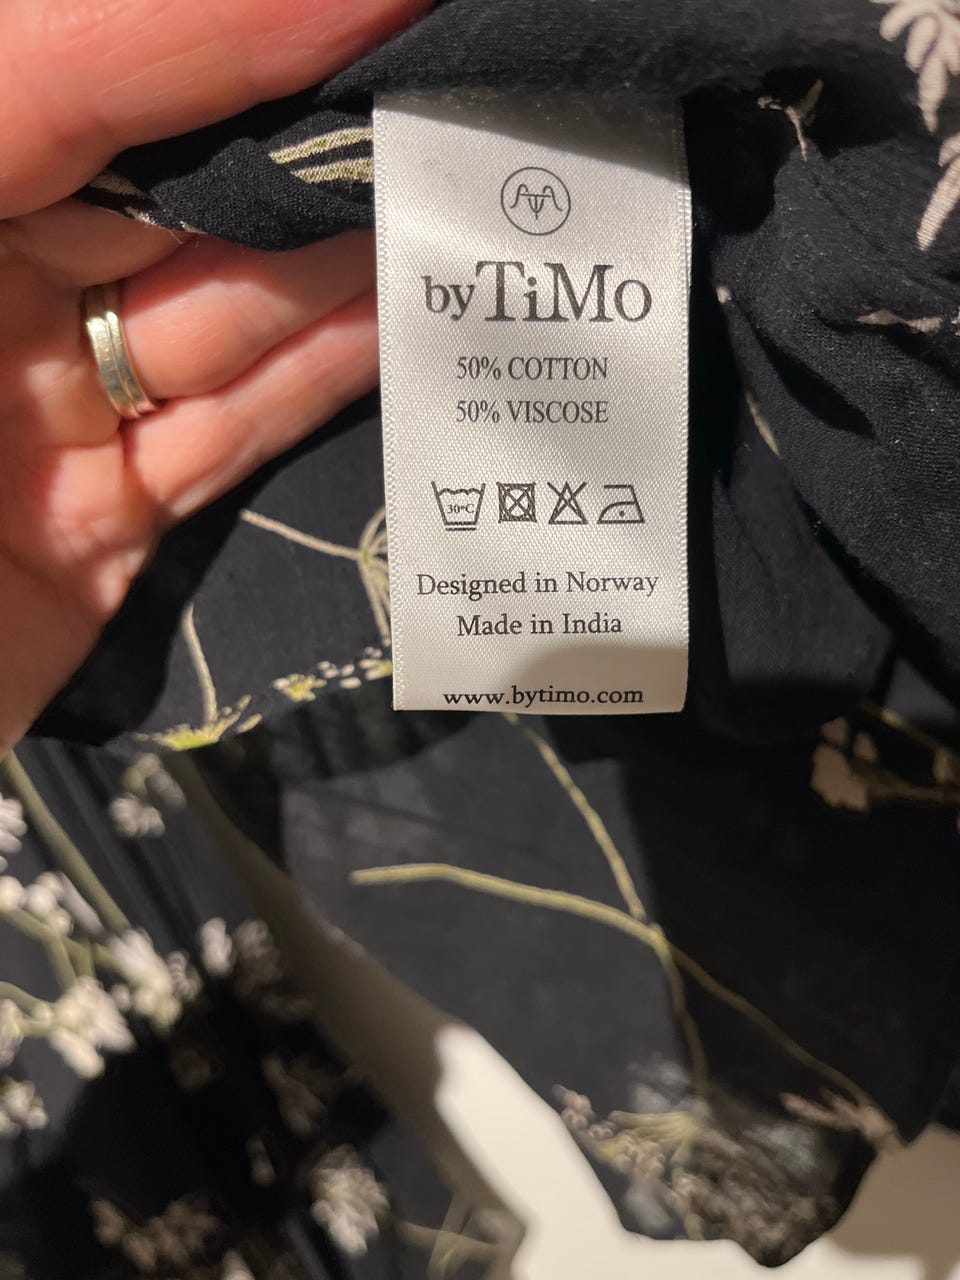 byTiMo
50% COTTON
50% VISCOSE
30°C
Designed in Norway
Made in India
www.bytimo.com